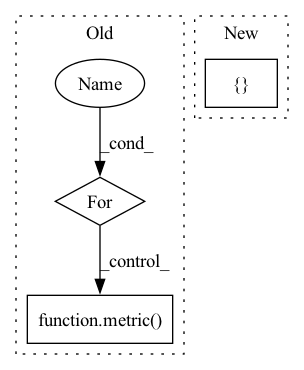 Old
New
Name
{}
_cond_
For
_control_
function.metric()